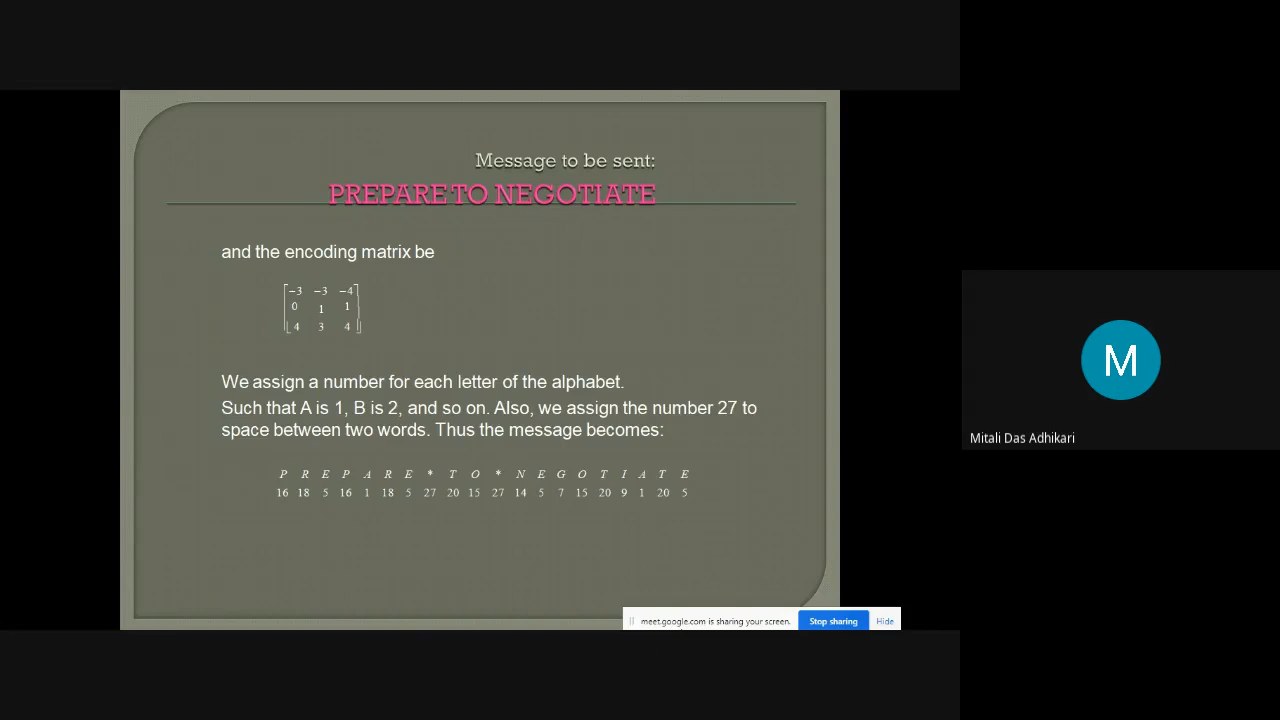 Message to be sent:
PREPARE TO NEGOTIATE
and the encoding matrix be
−3 −3 −4
0 1 1
4 3 4
We assign a number for each letter of the alphabet.
Such that A is 1, B is 2, and so on. Also, we assign the number 27 to
space between two words. Thus the message becomes:
P R E P A R E * T O * N E G O T I A T E
16 18 5 16 1 18 5 27 20 15 27 14 5 7 15 20 9 1 20 5
M
Mitali Das Adhikari
meet.google.com is sharing your screen. Stop sharing Hide